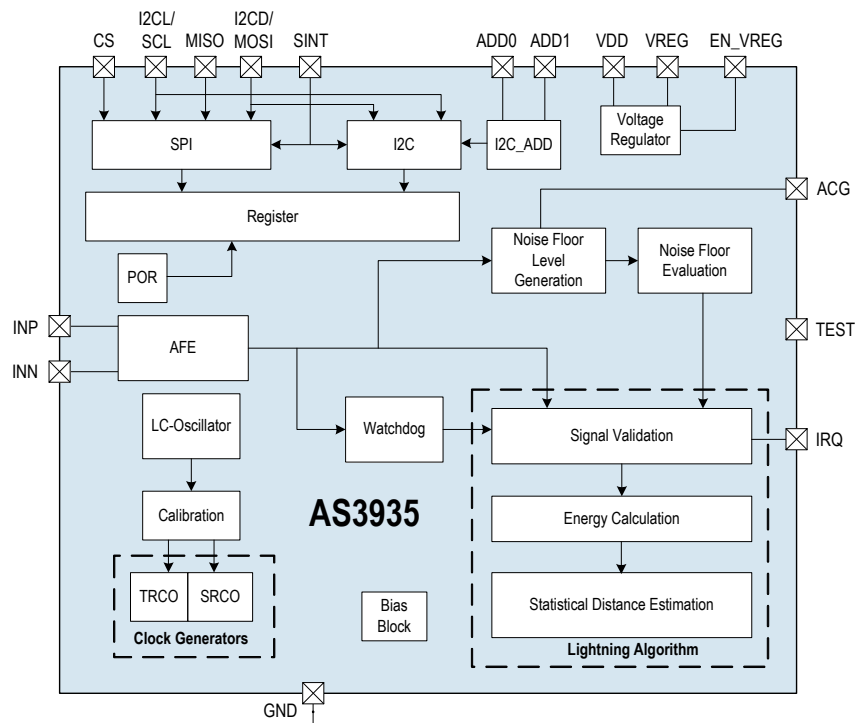 I2CL/
SCL
I2CD/
MOSI
CS
MISO
SINT
ADD0
ADD1
VDD
VREG
EN_VREG
SPI
I2C
I2C_ADD
Voltage
Regulator
ACG
Register
Noise Floor
Level
Generation
Noise Floor
Evaluation
POR
INP
AFE
TEST
INN
LC-Oscillator
Watchdog
Signal Validation
IRQ
Calibration
AS3935
Energy Calculation
TRCO
SRCO
Clock Generators
Bias
Block
Statistical Distance Estimation
Lightning Algorithm
GND